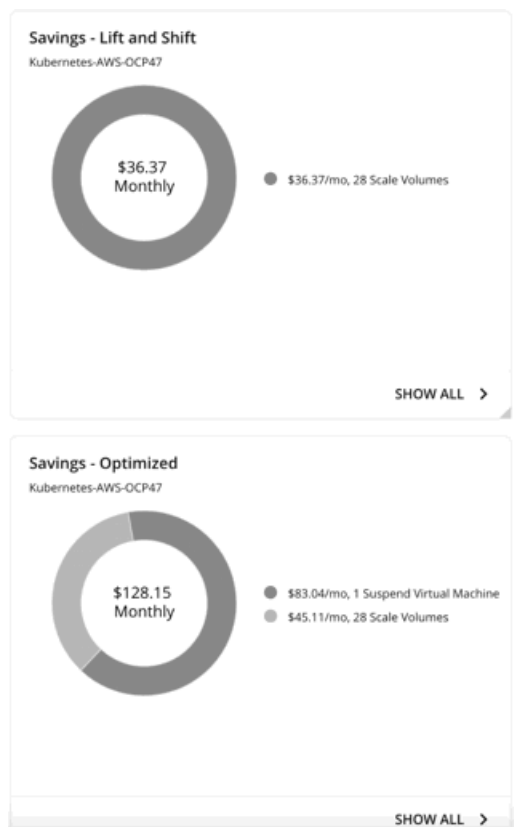 Savings - Lift and Shift
Kubernetes-AWS-OCP47
$36.37
Monthly
$36.37/mo, 28 Scale Volumes
SHOW ALL
Savings - Optimized
Kubernetes-AWS-OCP47
$128.15
Monthly
$83.04/mo, 1 Suspend Virtual Machine
$45.11/mo, 28 Scale Volumes
SHOW ALL